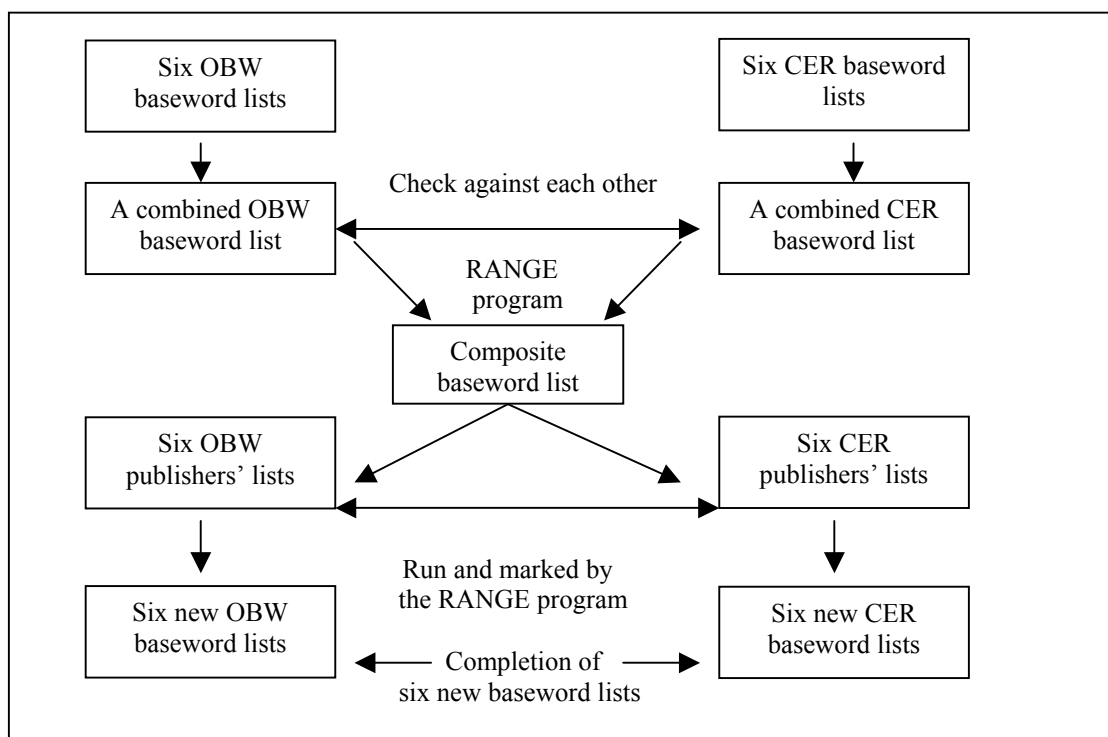 Six OBW
baseword lists
Six CER baseword
lists
Check against each other
A combined OBW
baseword list
A combined CER
baseword list
RANGE
program
Composite
baseword list
Six OBW
publishers’ lists
Six CER
publishers’ lists
Run and marked by
the RANGE program
Six new OBW
baseword lists
Six new CER
baseword lists
Completion of
six new baseword lists